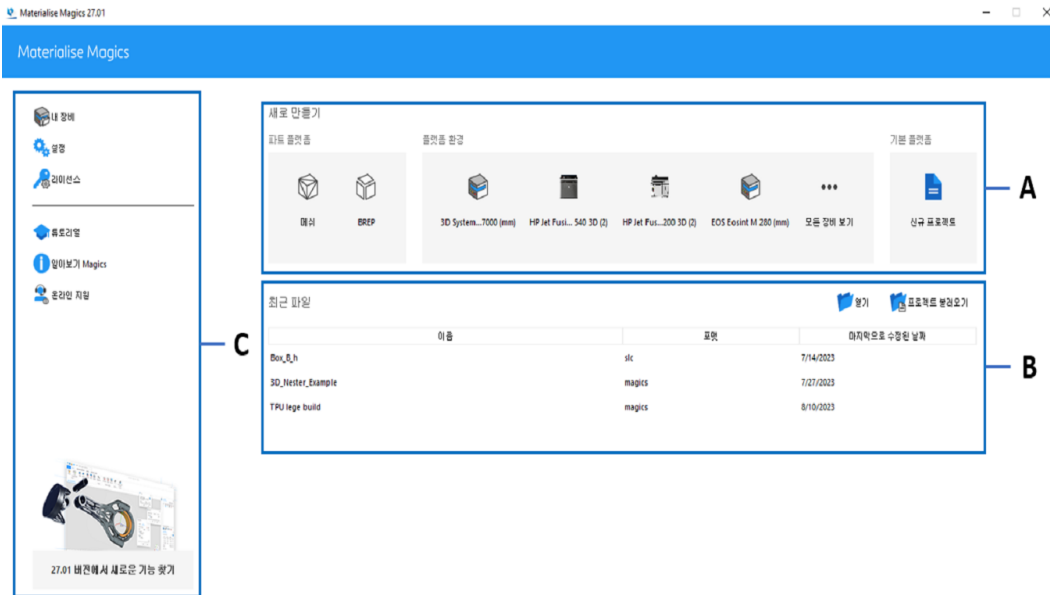 Materialise Magics 27.01
Materialise Magics
내 장비
설정
라이선스
튜토리얼
알아보기 Magics
온라인 지원
27.01 버전에서 새로운 기능 찾기
C
새로 만들기
파트 플랫폼
플랫폼 환경
기본 플랫폼
메쉬
BREP
3D System...7000 (mm)
HP Jet Fusi... 540 3D (2)
HP Jet Fus...200 3D (2)
EOS Eosint M 280 (mm)
모든 장비 보기
신규 프로젝트
A
최근 파일
열기
프로젝트 불러오기
이름 포맷 마지막으로 수정된 날짜
Box_B_h slc 7/14/2023
3D_Nester_Example magics 7/27/2023
TPU lege build magics 8/10/2023
B